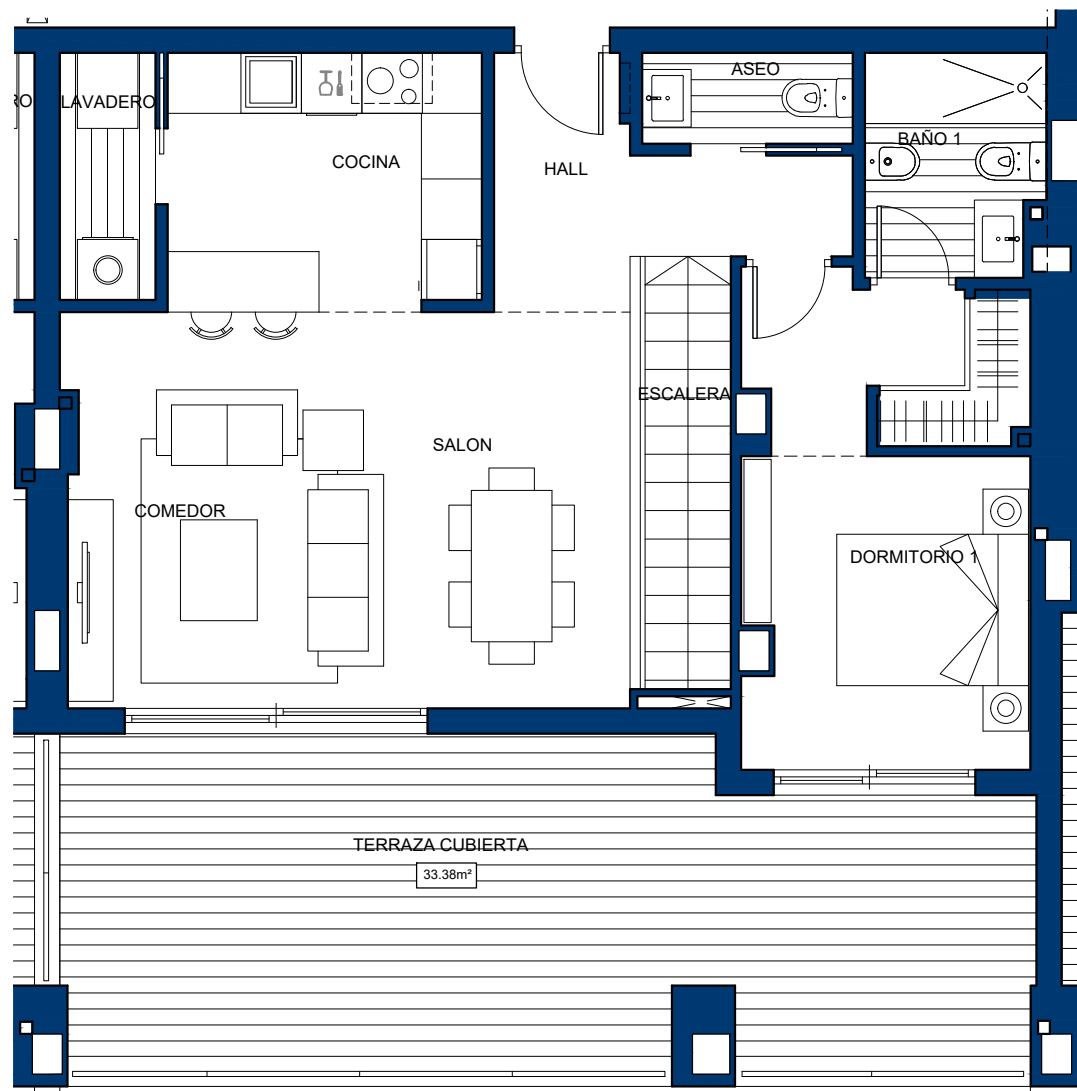 ASEO
RO
LAVADERO
BAÑO 1
COCINA
HALL
ESCALERA
SALON
COMEDOR
DORMITORIO 1
TERRAZA CUBIERTA
33.38m²